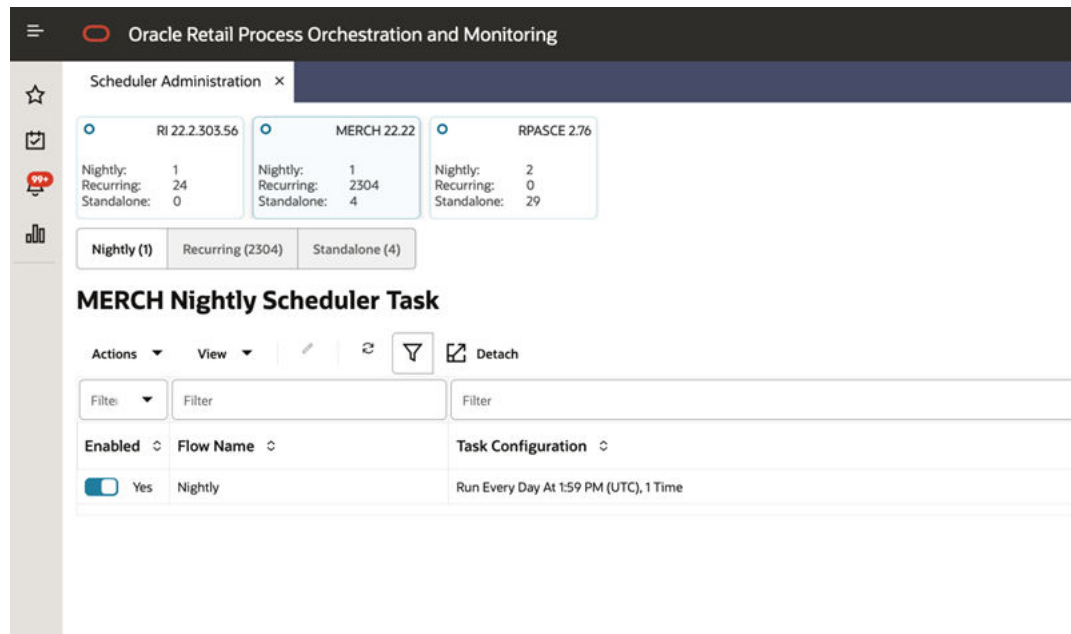 Oracle Retail Process Orchestration and Monitoring
Scheduler Administration ×
RI 22.2.303.56
Nightly: 1
Recurring: 24
Standalone: 0
MERCH 22.22
Nightly: 1
Recurring: 2304
Standalone: 4
RPASCE 2.76
Nightly: 2
Recurring: 0
Standalone: 29
99+
Nightly (1) Recurring (2304) Standalone (4)
MERCH Nightly Scheduler Task
Actions View Detach
Filter Filter
Enabled Flow Name Task Configuration
Yes Nightly Run Every Day At 1:59 PM (UTC), 1 Time